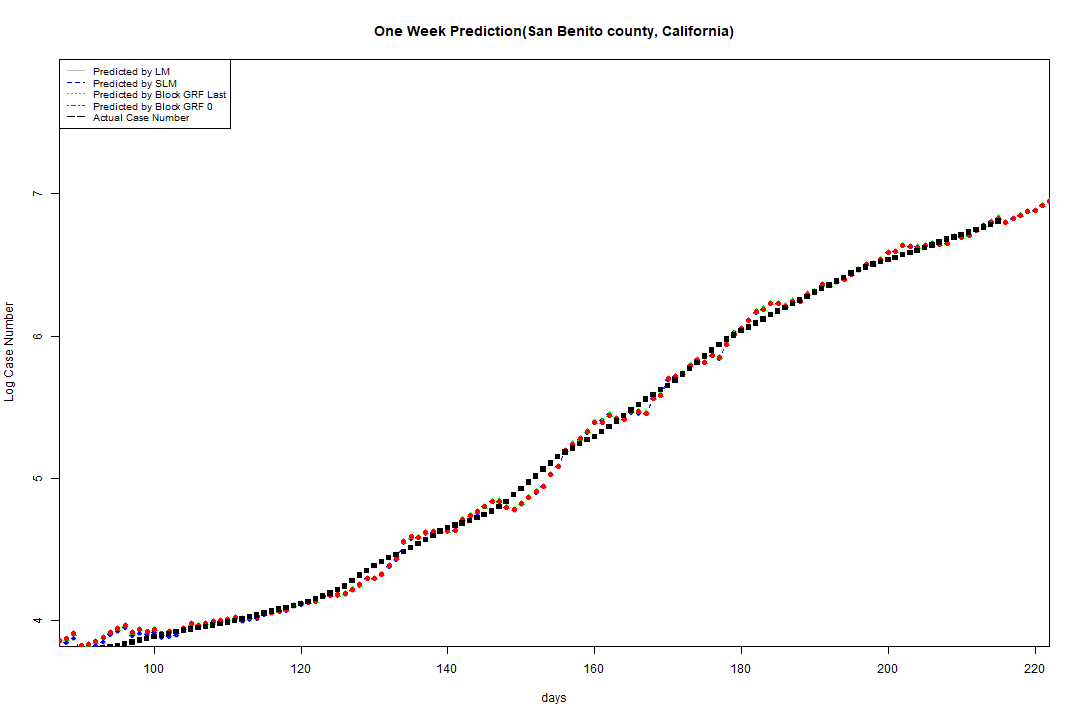 One Week Prediction(San Benito county, California)
Predicted by LM
Predicted by SLM
Predicted by Block GRF Last
Predicted by Block GRF 0
Actual Case Number
7
6
5
4
Log Case Number
100 120 140 160 180 200 220
days